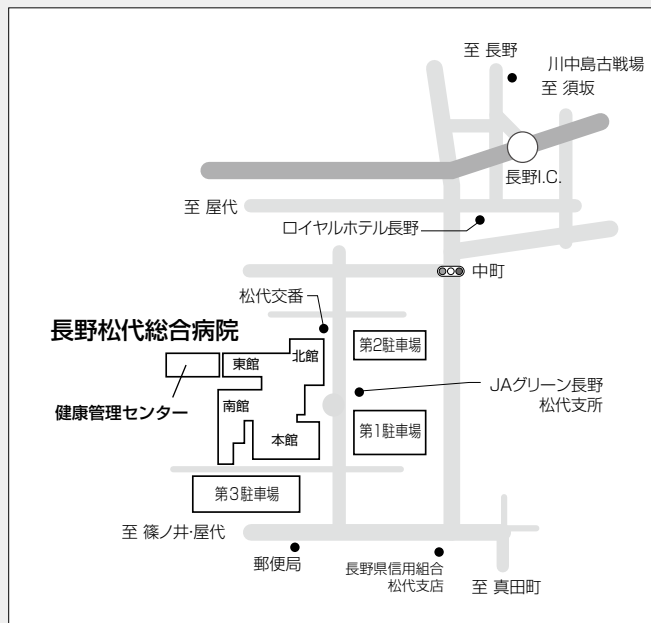 至 長野
川中島古戦場
至 須坂
長野I.C.
至 屋代
ロイヤルホテル長野
中町
松代交番
長野松代総合病院
北館
第2駐車場
東館
JAグリーン長野
松代支所
健康管理センター
南館
本館
第1駐車場
第3駐車場
至 篠ノ井・屋代
郵便局
長野県信用組合
松代支店
至 真田町